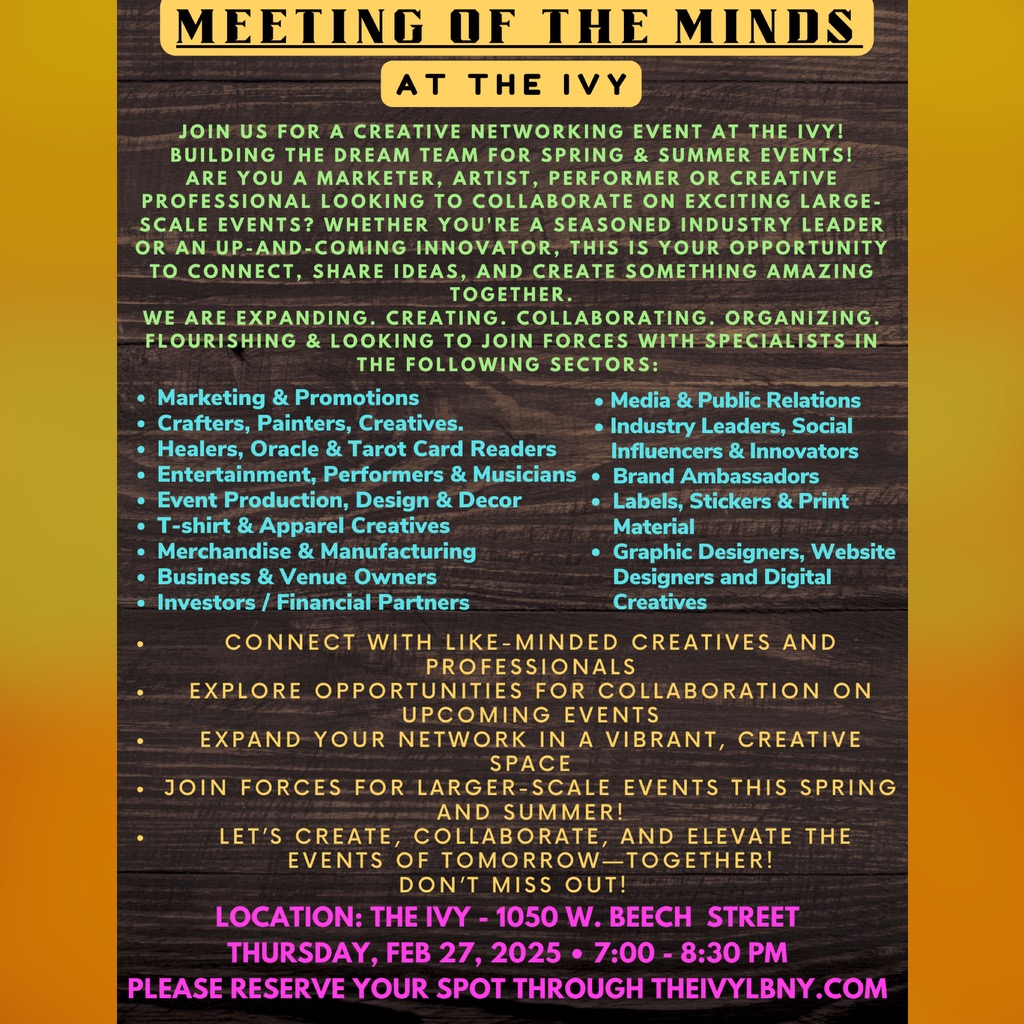 MEETING OF THE MINDS
AT THE IVY
JOIN US FOR A CREATIVE NETWORKING EVENT AT THE IVY!
BUILDING THE DREAM TEAM FOR SPRING & SUMMER EVENTS!
ARE YOU A MARKETER, ARTIST, PERFORMER OR CREATIVE
PROFESSIONAL LOOKING TO COLLABORATE ON EXCITING LARGE-
SCALE EVENTS? WHETHER YOU'RE A SEASONED INDUSTRY LEADER
OR AN UP-AND-COMING INNOVATOR, THIS IS YOUR OPPORTUNITY
TO CONNECT, SHARE IDEAS, AND CREATE SOMETHING AMAZING
TOGETHER.
WE ARE EXPANDING. CREATING. COLLABORATING. ORGANIZING.
FLOURISHING & LOOKING TO JOIN FORCES WITH SPECIALISTS IN
THE FOLLOWING SECTORS:
• Marketing & Promotions
• Crafters, Painters, Creatives.
• Healers, Oracle & Tarot Card Readers
• Entertainment, Performers & Musicians
• Event Production, Design & Decor
• T-shirt & Apparel Creatives
• Merchandise & Manufacturing
• Business & Venue Owners
• Investors / Financial Partners
• Media & Public Relations
• Industry Leaders, Social
Influencers & Innovators
• Brand Ambassadors
• Labels, Stickers & Print
Material
• Graphic Designers, Website
Designers and Digital
Creatives
• CONNECT WITH LIKE-MINDED CREATIVES AND
PROFESSIONALS
• EXPLORE OPPORTUNITIES FOR COLLABORATION ON
UPCOMING EVENTS
• EXPAND YOUR NETWORK IN A VIBRANT, CREATIVE
SPACE
• JOIN FORCES FOR LARGER-SCALE EVENTS THIS SPRING
AND SUMMER!
• LET'S CREATE, COLLABORATE, AND ELEVATE THE
EVENTS OF TOMORROW—TOGETHER!
DON'T MISS OUT!
LOCATION: THE IVY - 1050 W. BEECH STREET
THURSDAY, FEB 27, 2025 • 7:00 - 8:30 PM
PLEASE RESERVE YOUR SPOT THROUGH THEIVYLBNY.COM